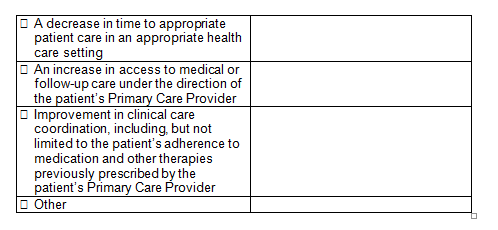 ▯ A decrease in time to appropriate
patient care in an appropriate health
care setting
▯ An increase in access to medical or
follow-up care under the direction of
the patient's Primary Care Provider
▯ Improvement in clinical care
coordination, including, but not
limited to the patient's adherence to
medication and other therapies
previously prescribed by the
patient's Primary Care Provider
▯ Other